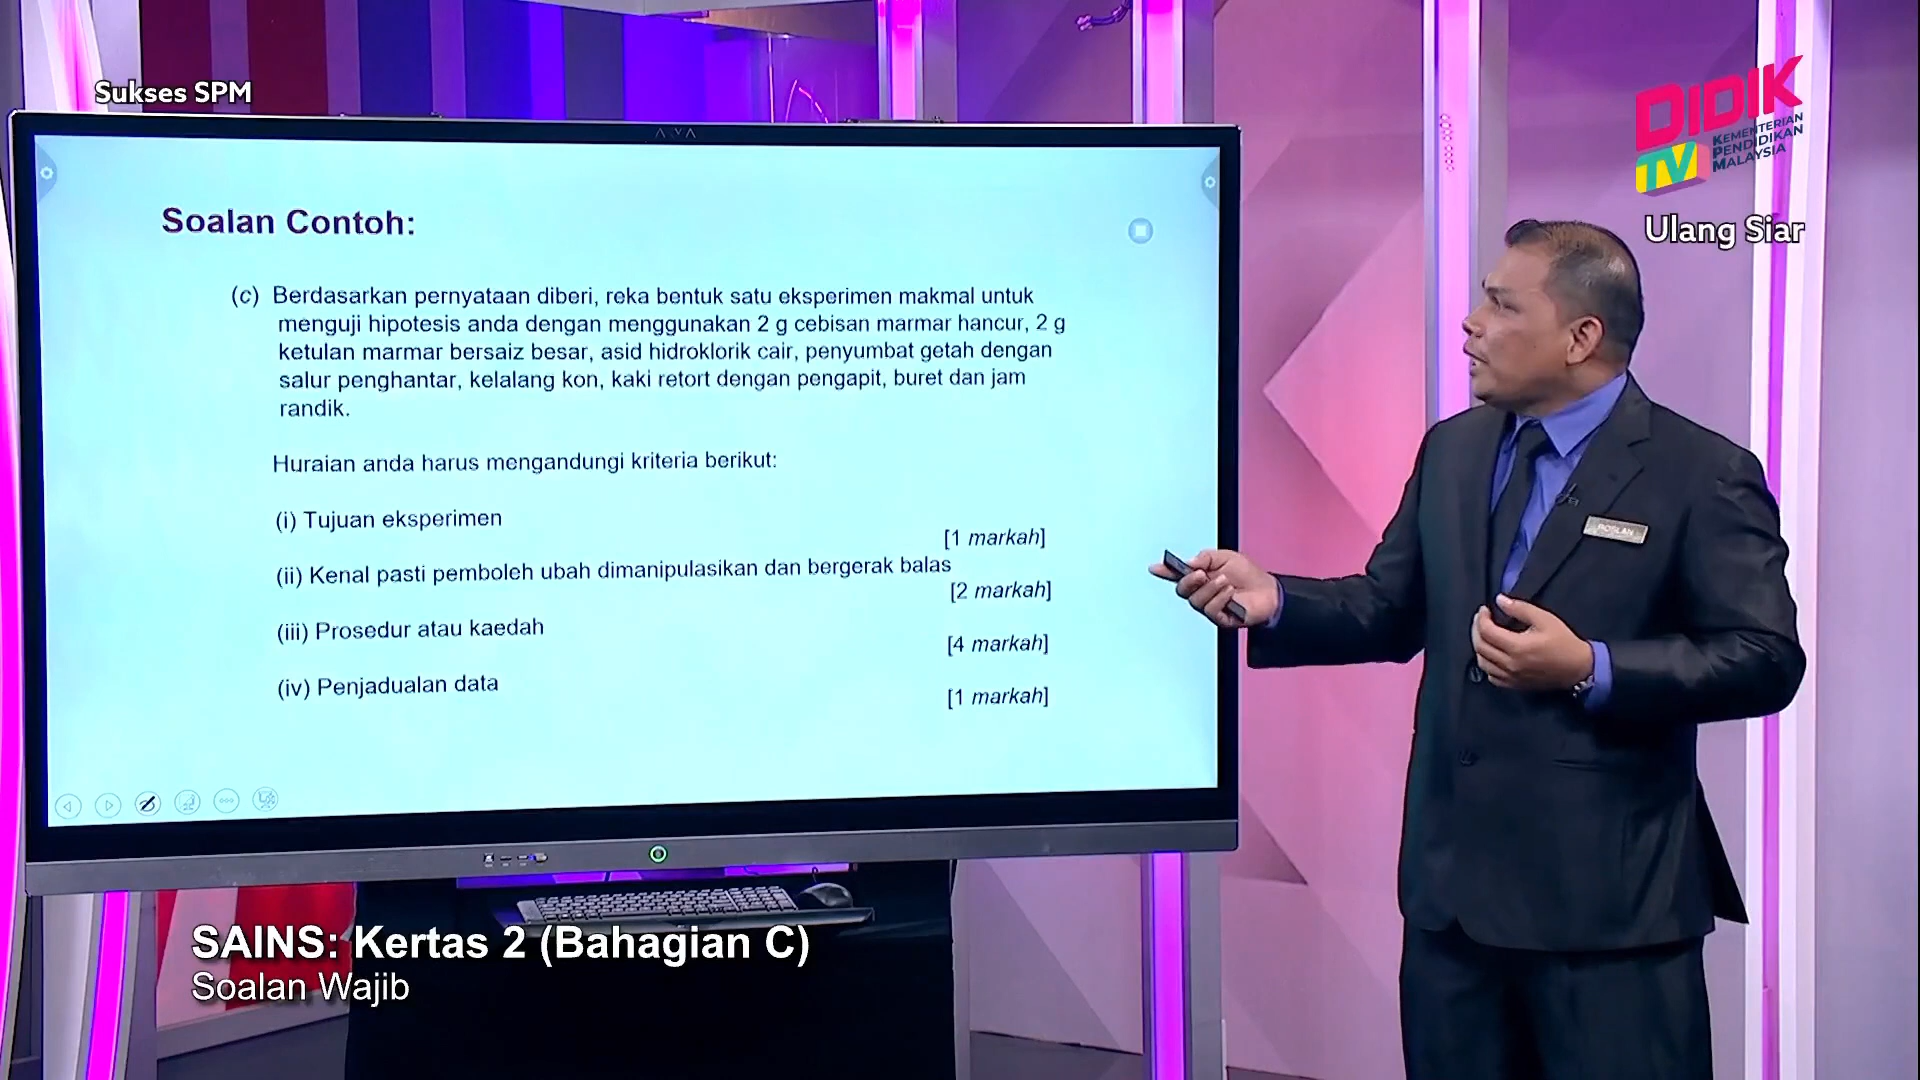 Sukses SPM
DIDIK
TV
KEMENTERIAN
PENDIDIKAN
MALAYSIA
Ulang Siar
Soalan Contoh:
(c) Berdasarkan pernyataan diberi, reka bentuk satu eksperimen makmal untuk
menguji hipotesis anda dengan menggunakan 2 g cebisan marmar hancur, 2 g
ketulan marmar bersaiz besar, asid hidroklorik cair, penyumbat getah dengan
salur penghantar, kelalang kon, kaki retort dengan pengapit, buret dan jam
randik.
Huraian anda harus mengandungi kriteria berikut:
(i) Tujuan eksperimen
[1 markah]
(ii) Kenal pasti pemboleh ubah dimanipulasikan dan bergerak balas
[2 markah]
(iii) Prosedur atau kaedah
[4 markah]
(iv) Penjadualan data
[1 markah]
ROSLAN
SAINS: Kertas 2 (Bahagian C)
Soalan Wajib